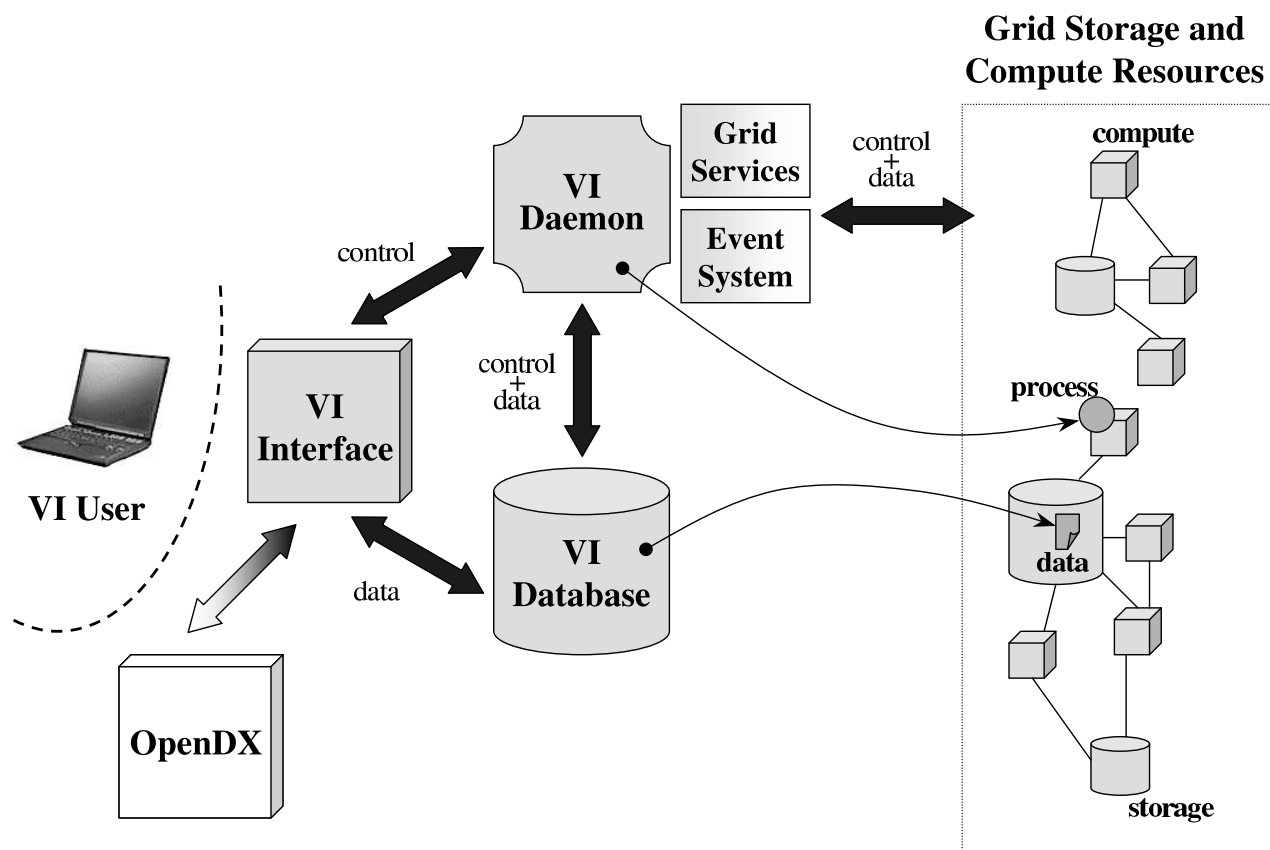 Grid Storage and
Compute Resources
compute
Grid
Services
control
+
data
VI
Daemon
Event
System
control
control
+
data
process
VI
Interface
VI User
VI
Database
data
data
OpenDX
storage